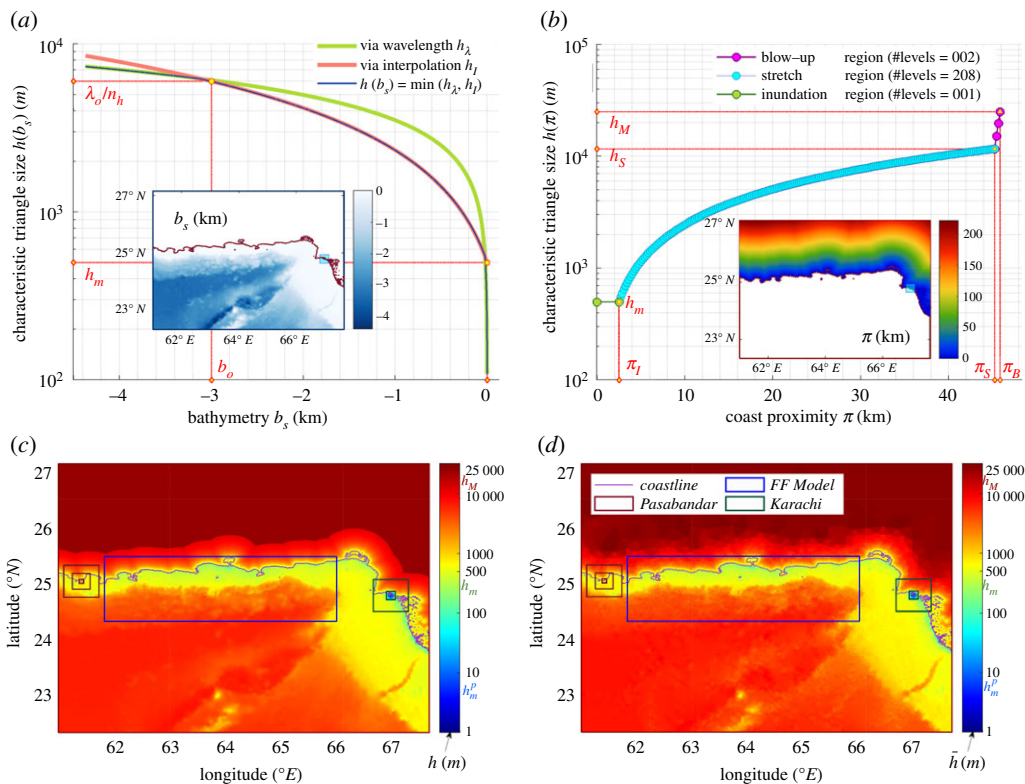 (a)
characteristic triangle size h(b_s) (m)
10⁴
10³
10²
via wavelength h_λ
via interpolation h_I
h (b_s) = min (h_λ, h_I)
λ_o/n_h
h_m
b_o
27° N
25° N
23° N
b_s (km)
62° E 64° E 66° E
0
−1
−2
−3
−4
−4 −3 −2 −1 0
bathymetry b_s (km)
(b)
characteristic triangle size h(π) (m)
10⁵
10⁴
10³
10²
blow–up region (#levels = 002)
stretch region (#levels = 208)
inundation region (#levels = 001)
h_M
h_S
h_m
π_I
π_S π_B
27° N
25° N
23° N
π (km)
62° E 64° E 66° E
200
150
100
50
0
0 10 20 30 40
coast proximity π (km)
(c)
latitude (°N)
27
26
25
24
23
62 63 64 65 66 67
longitude (°E)
25 000
h_M
10 000
1000
500
h_m
100
10
h_m^p
1
h (m)
(d)
latitude (°N)
27
26
25
24
23
coastline FF Model
Pasabandar Karachi
62 63 64 65 66 67
longitude (°E)
25 000
h_M
10 000
1000
500
h_m
100
10
h_m^p
1
h̄ (m)